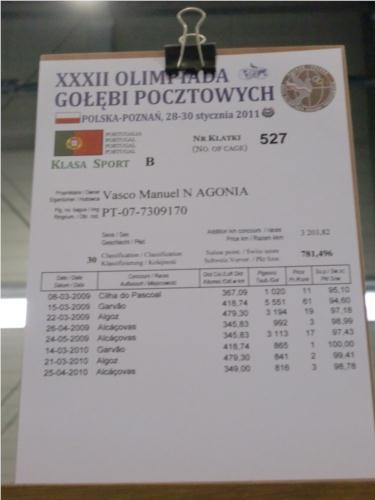 XXXII OLIMPIADA
GOŁĘBI POCZTOWYCH
POLSKA-POZNAŃ, 28-30 stycznia 2011
PORTUGALIA
PORTUGAL
PORTUGAL
PORTUGAL
NR KLATKI 527
(NO. OF CAGE)
KLASA SPORT B
Vasco Manuel N AGONIA
PT-07-7309170
3 203,82
30 Classification / Classification 781,496
08-03-2009 Cilha do Pascoal 367,09 1 020 11 95,10
15-03-2009 Garvão 418,74 5 551 61 94,60
22-03-2009 Algoz 479,30 3 194 19 97,18
26-04-2009 Alcáçovas 345,83 992 3 98,99
24-05-2009 Alcáçovas 345,83 3 113 17 97,43
14-03-2010 Garvão 418,74 865 1 100,00
21-03-2010 Algoz 479,30 841 2 99,41
25-04-2010 Alcáçovas 349,00 816 3 98,78